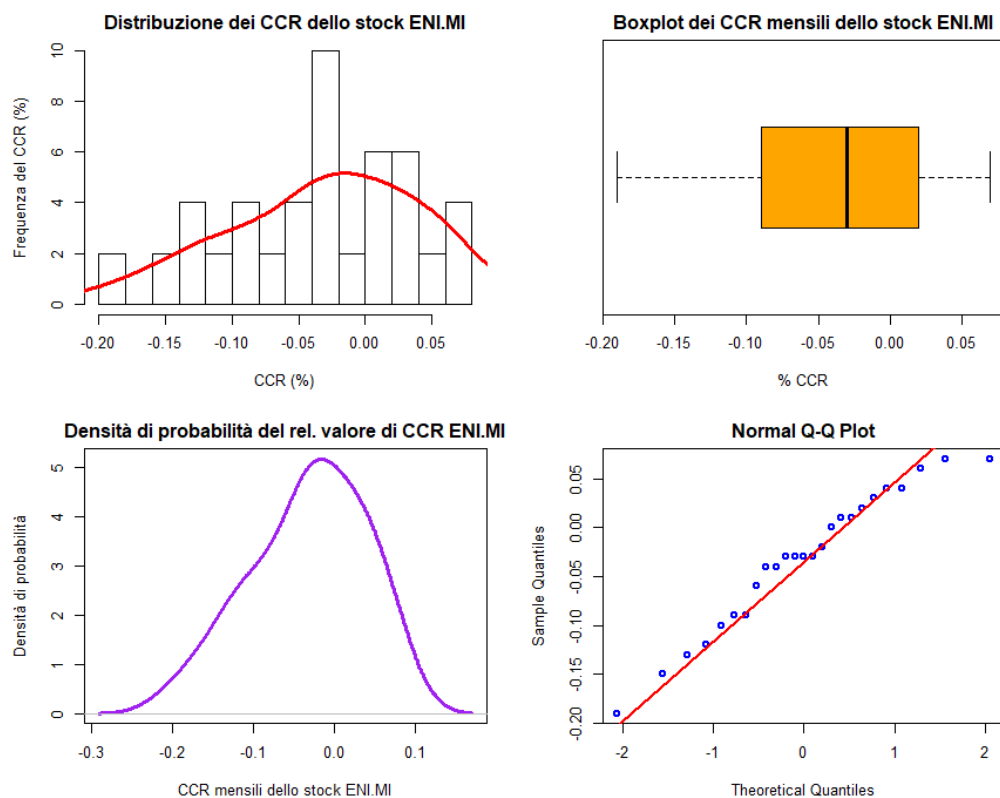 Distribuzione dei CCR dello stock ENI.MI
Frequenza del CCR (%)
10
8
6
4
2
0
-0.20 -0.15 -0.10 -0.05 0.00 0.05
CCR (%)
Boxplot dei CCR mensili dello stock ENI.MI
-0.20 -0.15 -0.10 -0.05 0.00 0.05
% CCR
Densità di probabilità del rel. valore di CCR ENI.MI
Densità di probabilità
5
4
3
2
1
0
-0.3 -0.2 -0.1 0.0 0.1
CCR mensili dello stock ENI.MI
Normal Q-Q Plot
Sample Quantiles
0.05
0.00
-0.05
-0.10
-0.15
-0.20
-2 -1 0 1 2
Theoretical Quantiles